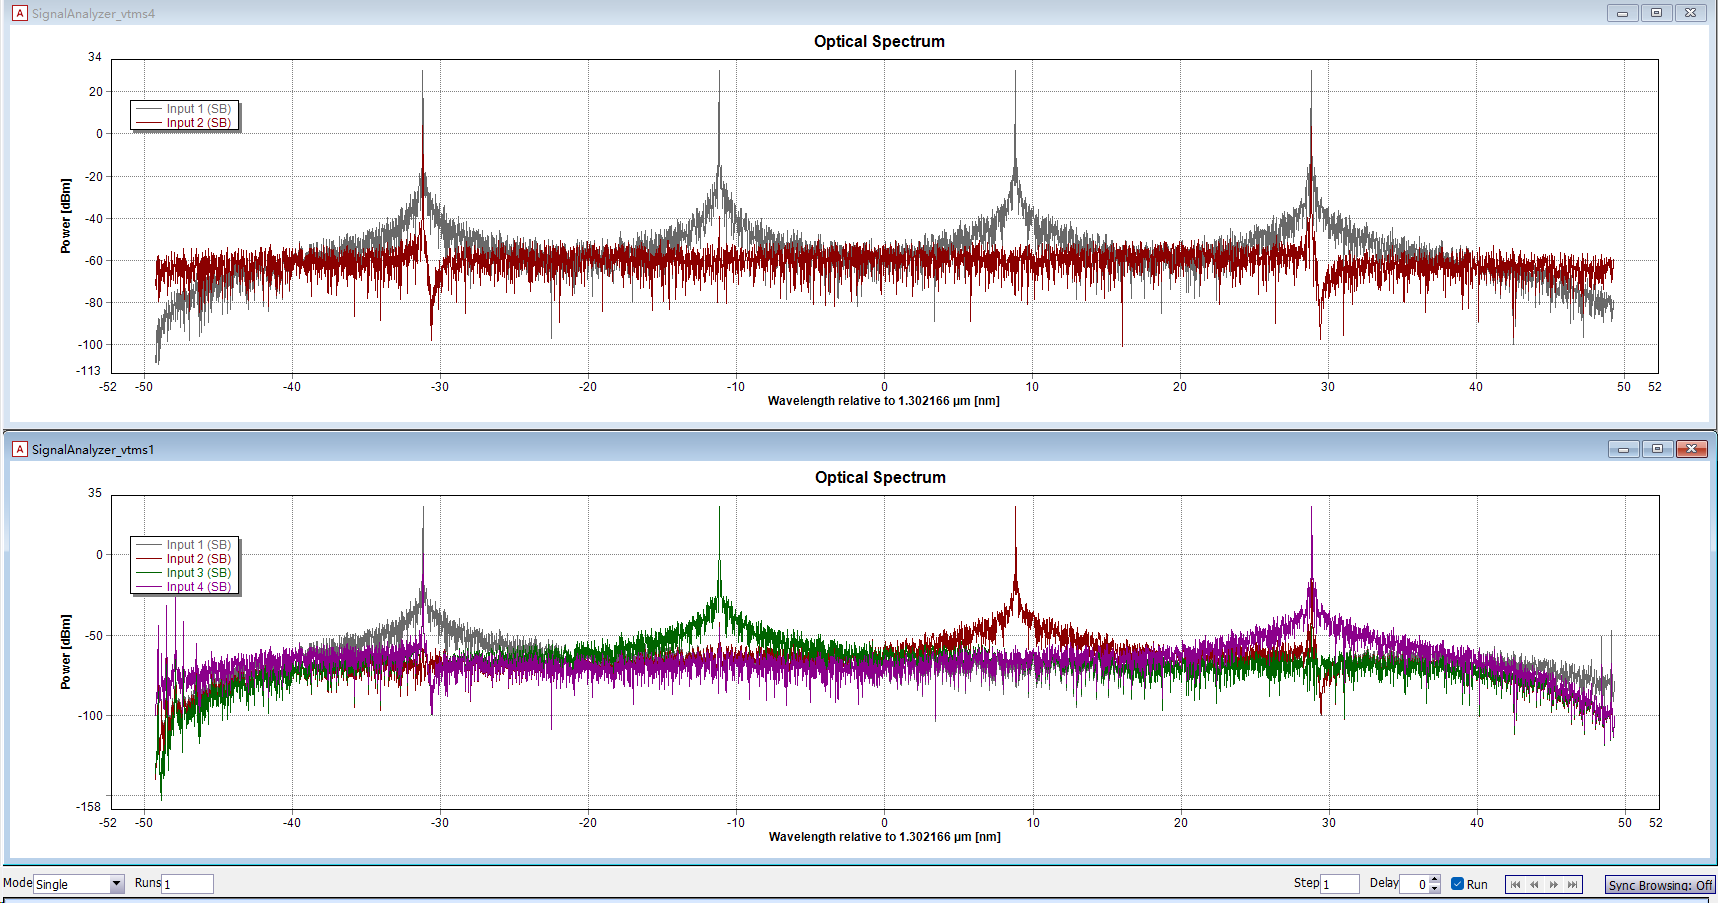 SignalAnalyzer_vtms4
Optical Spectrum
34
20
0
-20
-40
-60
-80
-100
-113
Power [dBm]
Input 1 (SB)
Input 2 (SB)
-52 -50 -40 -30 -20 -10 0 10 20 30 40 50 52
Wavelength relative to 1.302166 µm [nm]
SignalAnalyzer_vtms1
Optical Spectrum
35
0
-50
-100
-158
Power [dBm]
Input 1 (SB)
Input 2 (SB)
Input 3 (SB)
Input 4 (SB)
-52 -50 -40 -30 -20 -10 0 10 20 30 40 50 52
Wavelength relative to 1.302166 µm [nm]
Mode Single Runs 1 Step 1 Delay 0 Run Sync Browsing: Off